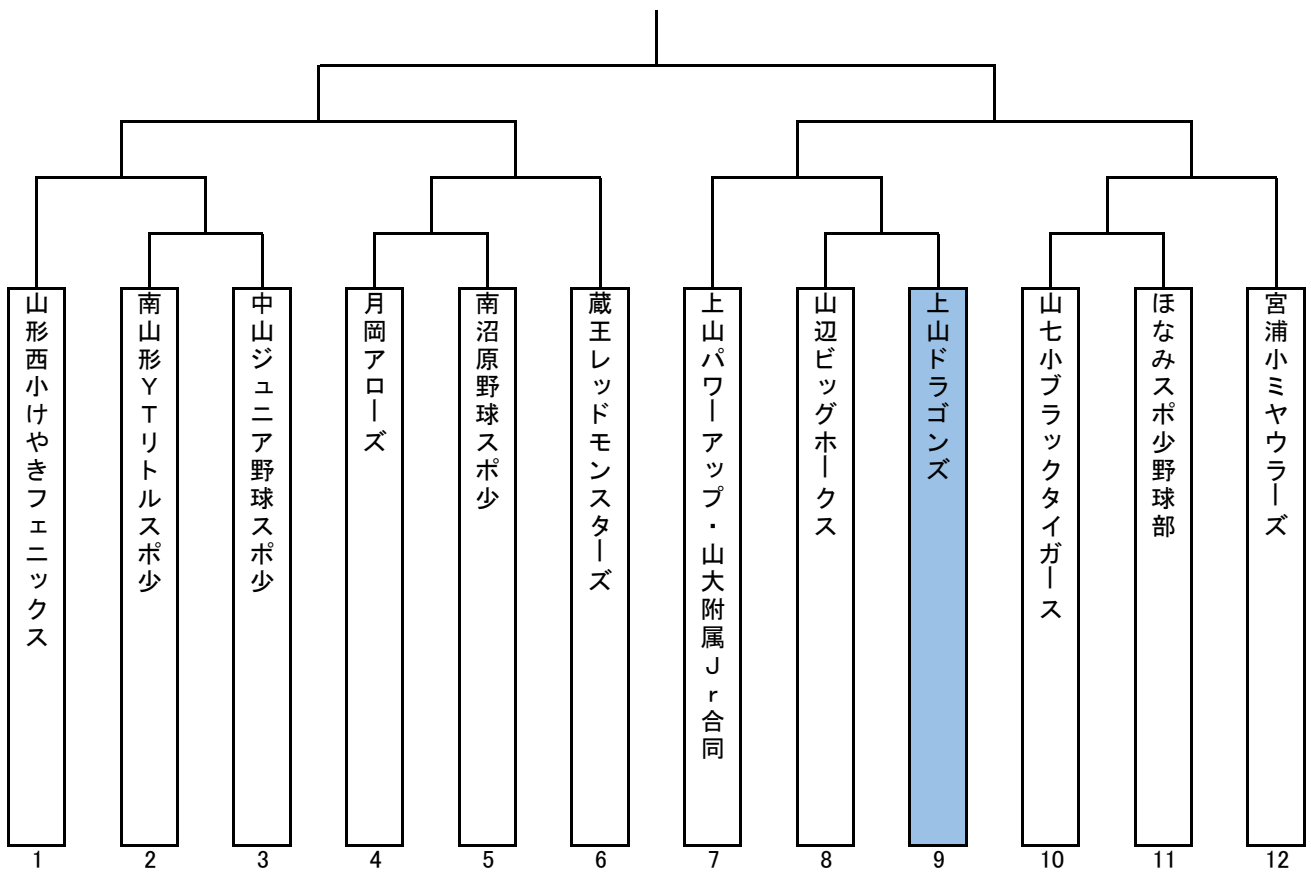 山形西小けやきフェニックス
南山形ＹＴリトルスポ少
中山ジュニア野球スポ少
月岡アローズ
南沼原野球スポ少
蔵王レッドモンスターズ
上山パワーアップ・山大附属Ｊｒ合同
山辺ビッグホークス
上山ドラゴンズ
山七小ブラックタイガース
ほなみスポ少野球部
宮浦小ミヤウラーズ
1 2 3 4 5 6 7 8 9 10 11 12